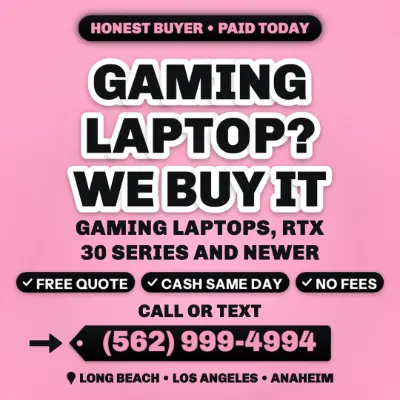 HONEST BUYER • PAID TODAY
GAMING
LAPTOP?
WE BUY IT
GAMING LAPTOPS, RTX
30 SERIES AND NEWER
✓ FREE QUOTE ✓ CASH SAME DAY ✓ NO FEES
CALL OR TEXT
(562) 999-4994
LONG BEACH • LOS ANGELES • ANAHEIM